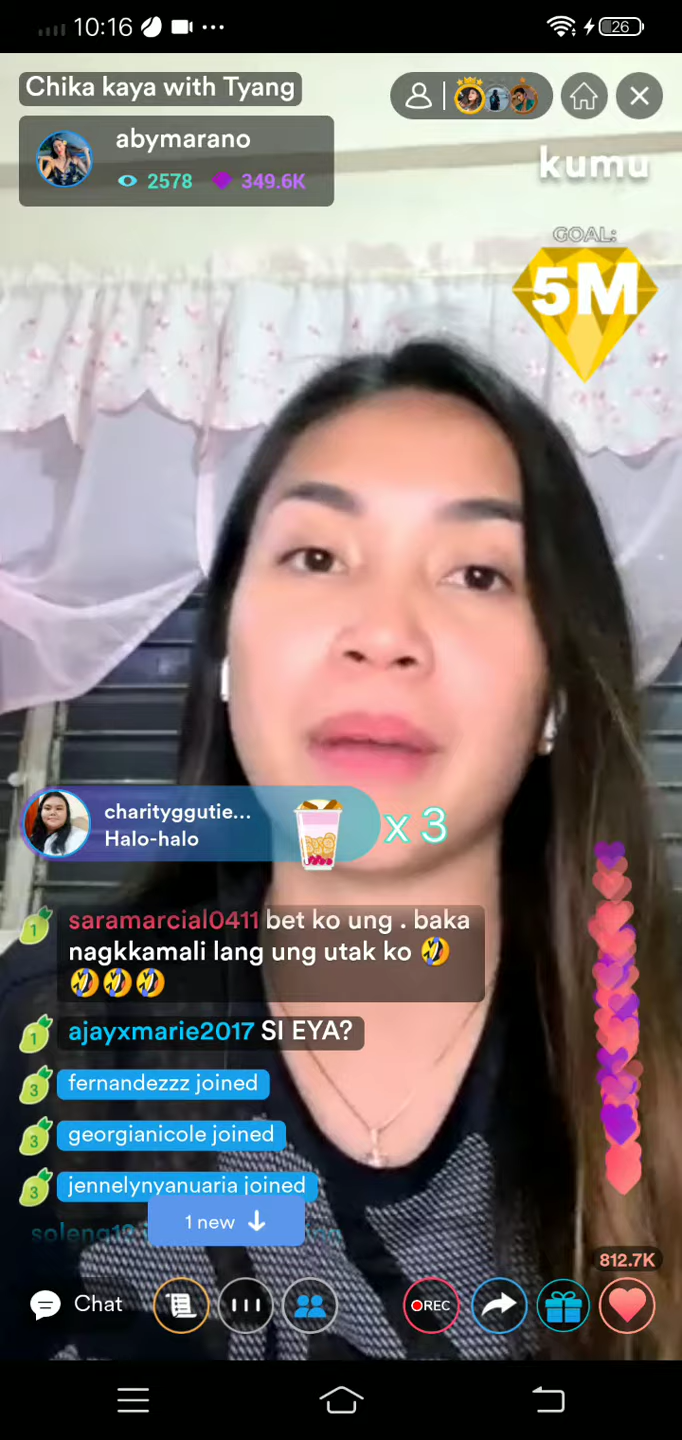 10:16
26
Chika kaya with Tyang
abymarano
2578 349.6K
kumu
GOAL:
5M
charityggutie...
Halo-halo
x 3
1 saramarcial0411 bet ko ung . baka
nagkkamali lang ung utak ko 🤣
🤣🤣🤣
1 ajayxmarie2017 SI EYA?
3 fernandezzz joined
3 georgianicole joined
3 jennelynyanuaria joined
1 new
812.7K
Chat
REC